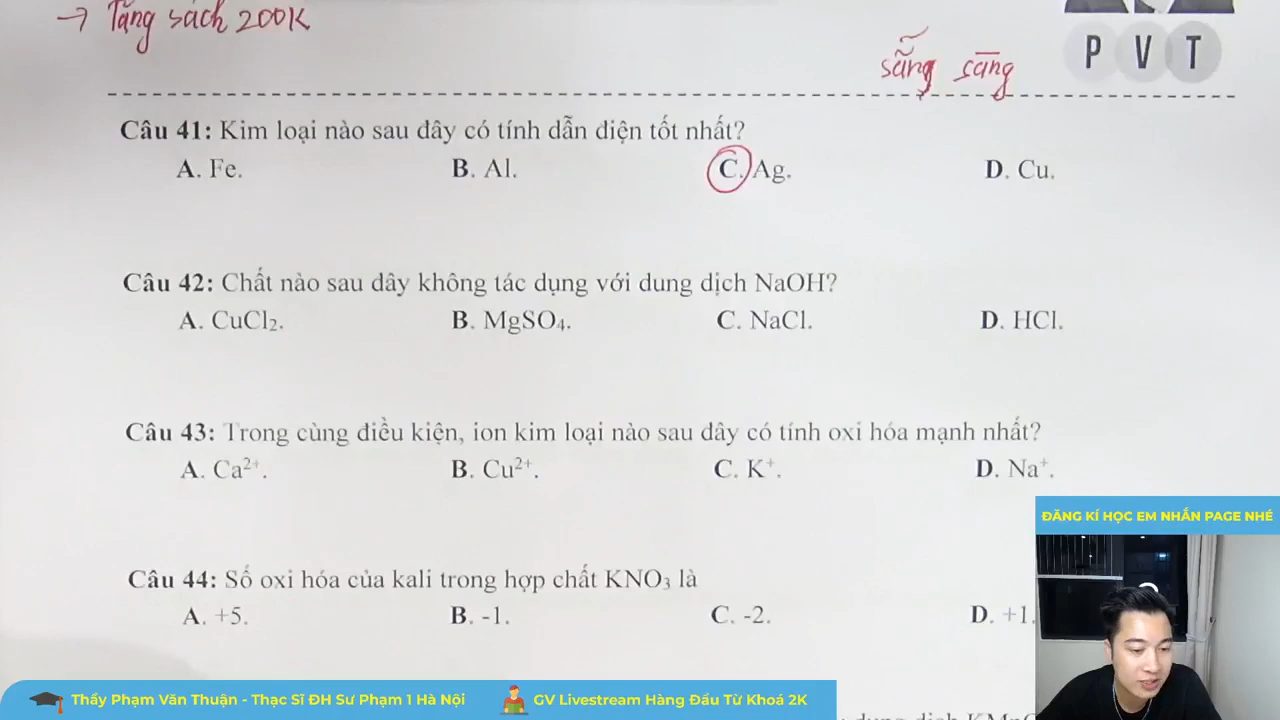 → Tặng sách 200K
sẵng sàng
P V T
Câu 41: Kim loại nào sau đây có tính dẫn điện tốt nhất?
A. Fe. B. Al. C. Ag. D. Cu.
Câu 42: Chất nào sau đây không tác dụng với dung dịch NaOH?
A. CuCl₂. B. MgSO₄. C. NaCl. D. HCl.
Câu 43: Trong cùng điều kiện, ion kim loại nào sau đây có tính oxi hóa mạnh nhất?
A. Ca²⁺. B. Cu²⁺. C. K⁺. D. Na⁺.
ĐĂNG KÍ HỌC EM NHẮN PAGE NHÉ
Câu 44: Số oxi hóa của kali trong hợp chất KNO₃ là
A. +5. B. -1. C. -2. D. +1.
Thầy Phạm Văn Thuận - Thạc Sĩ ĐH Sư Phạm 1 Hà Nội GV Livestream Hàng Đầu Từ Khoá 2K